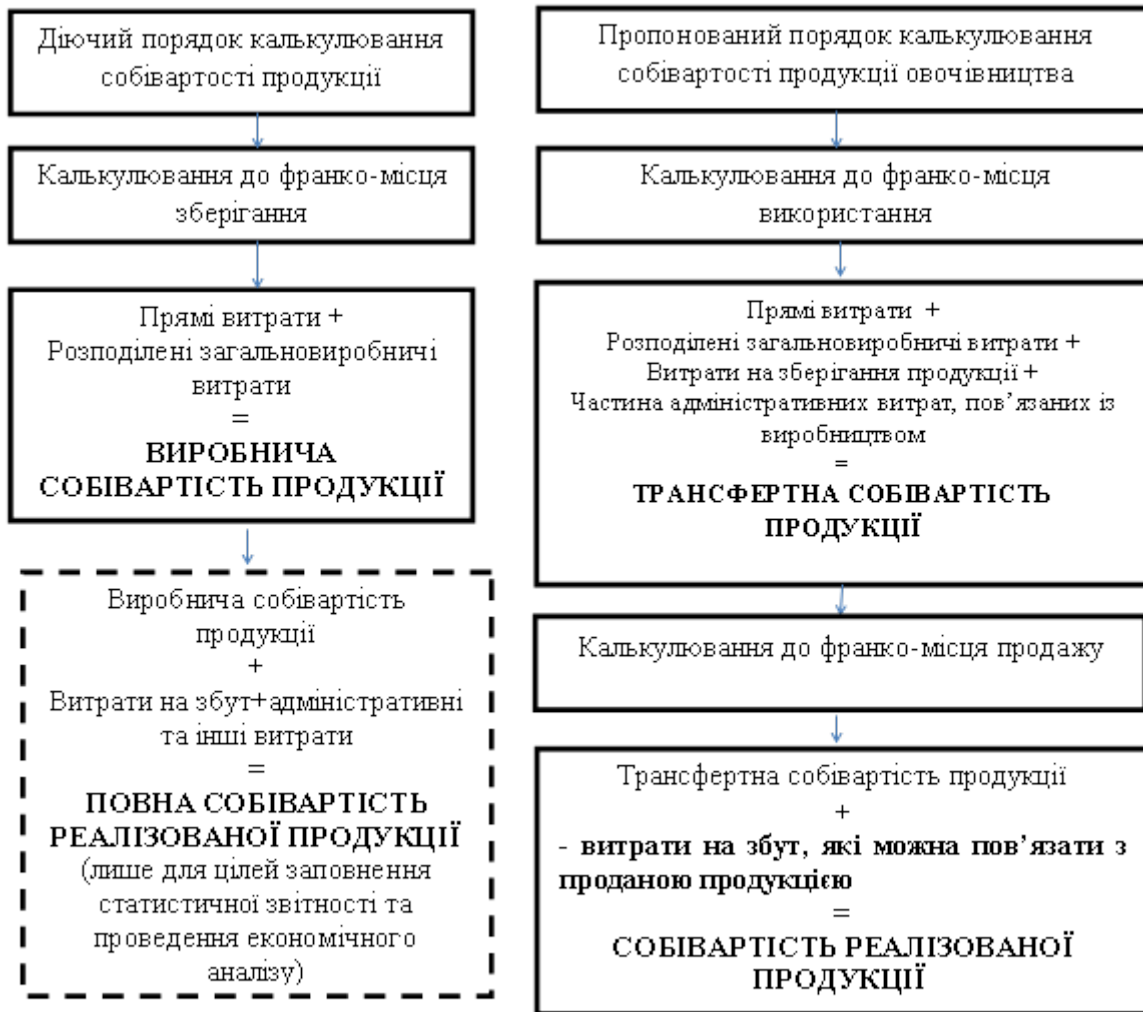 Діючий порядок калькулювання
собівартості продукції
Калькулювання до франко-місця
зберігання
Прямі витрати +
Розподілені загальновиробничі
витрати
=
ВИРОБНИЧА
СОБІВАРТІСТЬ ПРОДУКЦІЇ
Виробнича собівартість
продукції
+
Витрати на збут+адміністративні
та інші витрати
=
ПОВНА СОБІВАРТІСТЬ
РЕАЛІЗОВАНОЇ ПРОДУКЦІЇ
(лише для цілей заповнення
статистичної звітності та
проведення економічного
аналізу)
Пропонований порядок калькулювання
собівартості продукції овочівництва
Калькулювання до франко-місця
використання
Прямі витрати +
Розподілені загальновиробничі витрати +
Витрати на зберігання продукції +
Частина адміністративних витрат, пов’язаних із
виробництвом
=
ТРАНСФЕРТНА СОБІВАРТІСТЬ
ПРОДУКЦІЇ
Калькулювання до франко-місця продажу
Трансфертна собівартість продукції
+
- витрати на збут, які можна пов’язати з
проданою продукцією
=
СОБІВАРТІСТЬ РЕАЛІЗОВАНОЇ
ПРОДУКЦІЇ